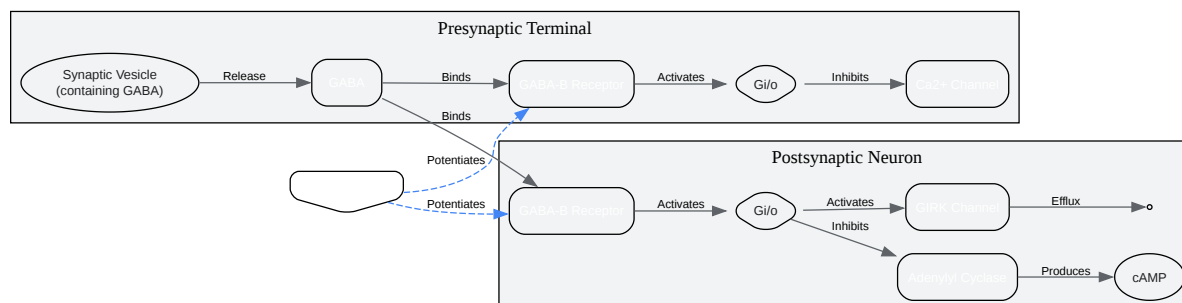 Presynaptic Terminal
Synaptic Vesicle
(containing GABA)
Release
GABA
Binds
GABA-B Receptor
Activates
Gi/o
Inhibits
Ca2+ Channel
Binds
Potentiates
Potentiates
Postsynaptic Neuron
GABA-B Receptor
Activates
Gi/o
Activates
GIRK Channel
Efflux
Inhibits
Adenylyl Cyclase
Produces
cAMP